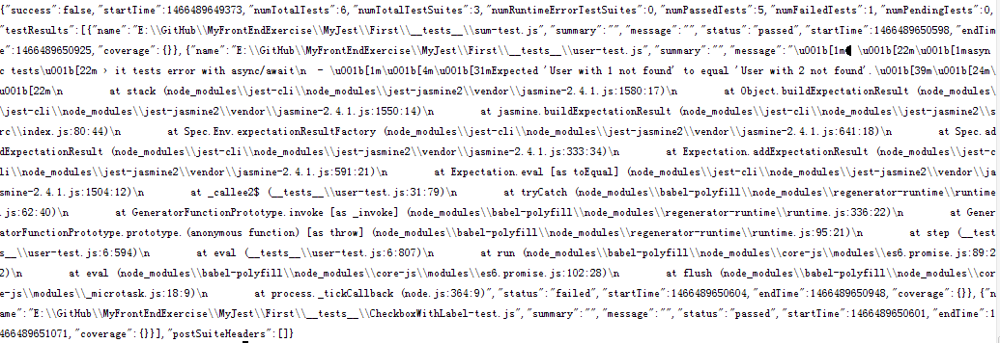 {"success":false,"startTime":1466489649373,"numTotalTests":6,"numTotalTestSuites":3,"numRuntimeErrorTestSuites":0,"numPassedTests":5,"numFailedTests":1,"numPendingTests":0,
"testResults":[{"name":"E:\\GitHub\\MyFrontEndExercise\\MyJest\\First\\__tests__\\sum-test.js","summary":"","message":"","status":"passed","startTime":1466489650598,"endTi
me":1466489650925,"coverage":{}},{"name":"E:\\GitHub\\MyFrontEndExercise\\MyJest\\First\\__tests__\\user-test.js","summary":"","message":"\u001b[1m \u001b[22m\u001b[1masyn
c tests\u001b[22m › it tests error with async/await\n  - \u001b[1m\u001b[4m\u001b[31mExpected 'User with 1 not found' to equal 'User with 2 not found'.\u001b[39m\u001b[24m\
u001b[22m\n        at stack (node_modules\\jest-cli\\node_modules\\jest-jasmine2\\vendor\\jasmine-2.4.1.js:1580:17)\n        at Object.buildExpectationResult (node_modules\
\jest-cli\\node_modules\\jest-jasmine2\\vendor\\jasmine-2.4.1.js:1550:14)\n        at jasmine.buildExpectationResult (node_modules\\jest-cli\\node_modules\\jest-jasmine2\\s
rc\\index.js:80:44)\n        at Spec.Env.expectationResultFactory (node_modules\\jest-cli\\node_modules\\jest-jasmine2\\vendor\\jasmine-2.4.1.js:641:18)\n        at Spec.ad
dExpectationResult (node_modules\\jest-cli\\node_modules\\jest-jasmine2\\vendor\\jasmine-2.4.1.js:333:34)\n        at Expectation.addExpectationResult (node_modules\\jest-c
li\\node_modules\\jest-jasmine2\\vendor\\jasmine-2.4.1.js:591:21)\n        at Expectation.eval [as toEqual] (node_modules\\jest-cli\\node_modules\\jest-jasmine2\\vendor\\ja
smine-2.4.1.js:1504:12)\n        at _callee2$ (__tests__\\user-test.js:31:79)\n        at tryCatch (node_modules\\babel-polyfill\\node_modules\\regenerator-runtime\\runtime
.js:62:40)\n        at GeneratorFunctionPrototype.invoke [as _invoke] (node_modules\\babel-polyfill\\node_modules\\regenerator-runtime\\runtime.js:336:22)\n        at Gener
atorFunctionPrototype.prototype.(anonymous function) [as throw] (node_modules\\babel-polyfill\\node_modules\\regenerator-runtime\\runtime.js:95:21)\n        at step (__test
s__\\user-test.js:6:594)\n        at eval (__tests__\\user-test.js:6:807)\n        at run (node_modules\\babel-polyfill\\node_modules\\core-js\\modules\\es6.promise.js:89:2
2)\n        at eval (node_modules\\babel-polyfill\\node_modules\\core-js\\modules\\es6.promise.js:102:28)\n        at flush (node_modules\\babel-polyfill\\node_modules\\cor
e-js\\modules\\_microtask.js:18:9)\n        at process._tickCallback (node.js:364:9)","status":"failed","startTime":1466489650604,"endTime":1466489650948,"coverage":{}},{"n
ame":"E:\\GitHub\\MyFrontEndExercise\\MyJest\\First\\__tests__\\CheckboxWithLabel-test.js","summary":"","message":"","status":"passed","startTime":1466489650601,"endTime":1
466489651071,"coverage":{}}],"postSuiteHeaders":[]}